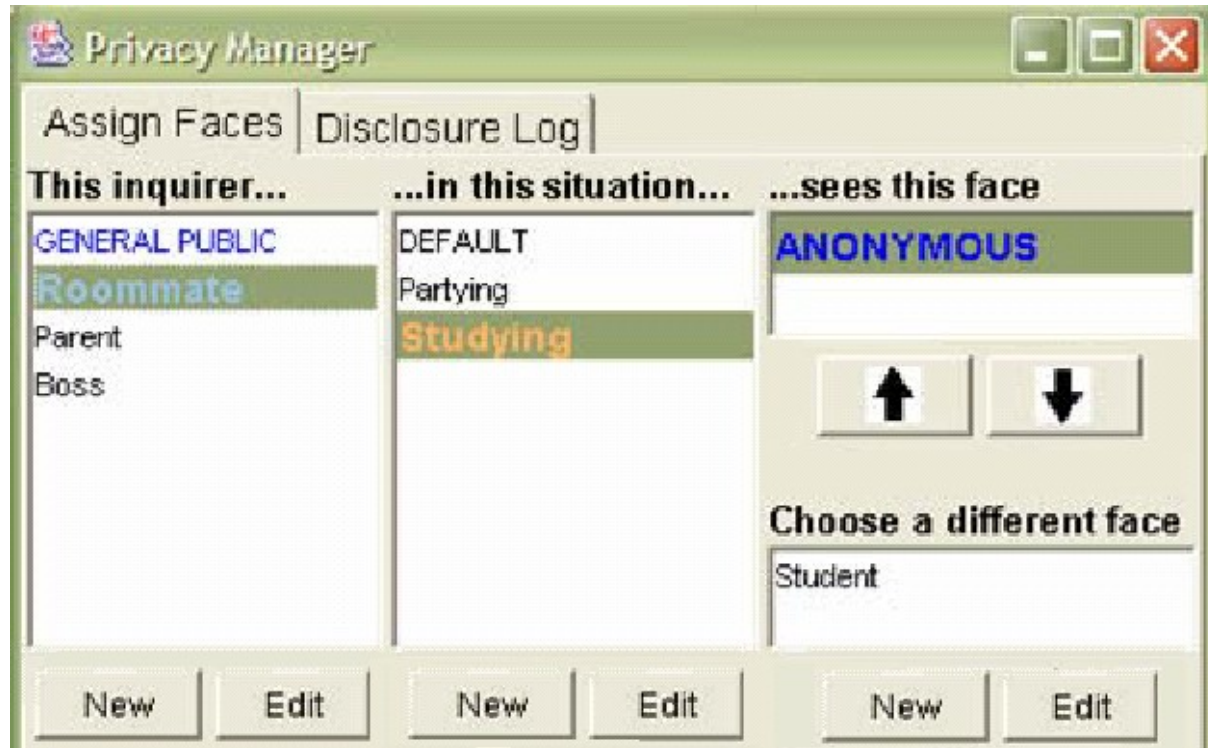 Privacy Manager
Assign Faces
Disclosure Log
This inquirer...
GENERAL PUBLIC
Roommate
Parent
Boss
New
Edit
...in this situation...
DEFAULT
Partying
Studying
New
Edit
...sees this face
ANONYMOUS
Choose a different face
Student
New
Edit